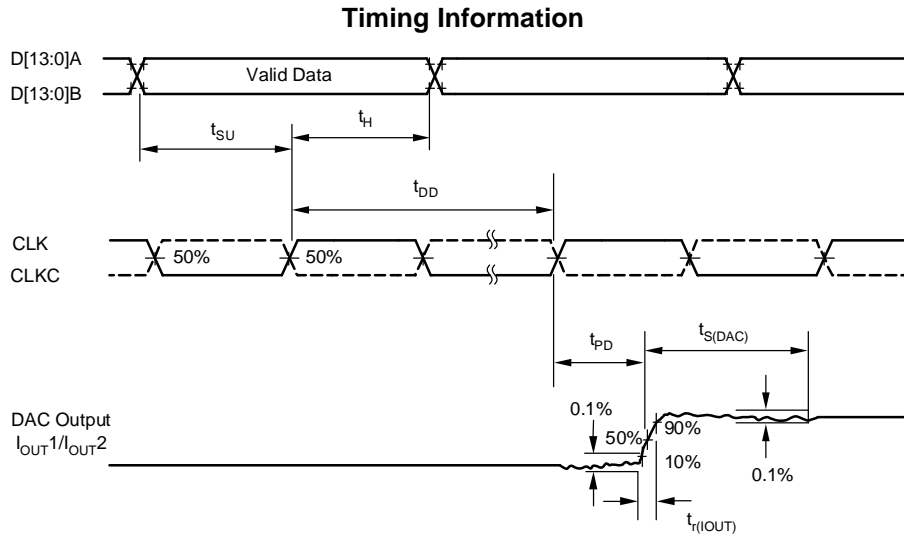 Timing Information
D[13:0]A
D[13:0]B
Valid Data
tSU
tH
tDD
CLK
CLKC
50%
50%
tPD
tS(DAC)
DAC Output
IOUT1/IOUT2
0.1%
50%
90%
10%
0.1%
tr(IOUT)